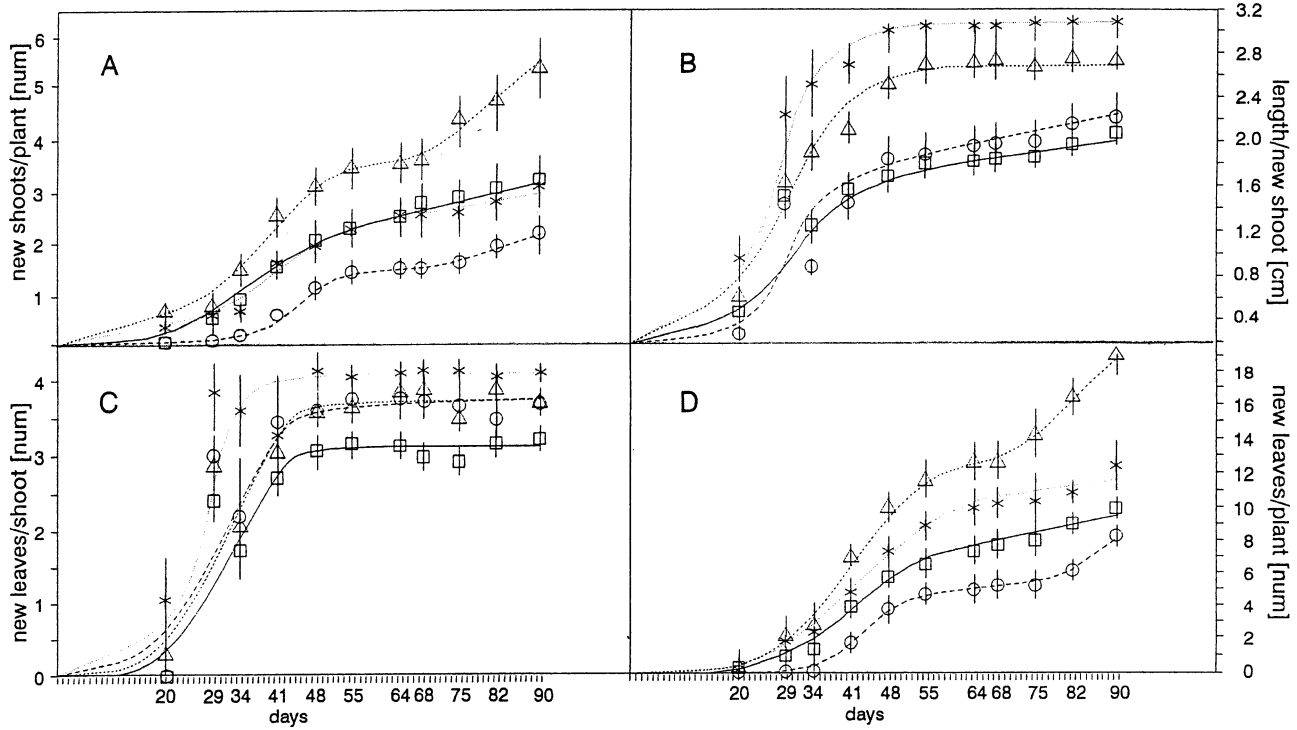 A
new shoots/plant [num]
6
5
4
3
2
1
B
length/new shoot [cm]
3.2
2.8
2.4
2.0
1.6
1.2
0.8
0.4
C
new leaves/shoot [num]
4
3
2
1
0
20 29 34 41 48 55 64 68 75 82 90
days
D
new leaves/plant [num]
18
16
14
12
10
8
6
4
2
0
20 29 34 41 48 55 64 68 75 82 90
days